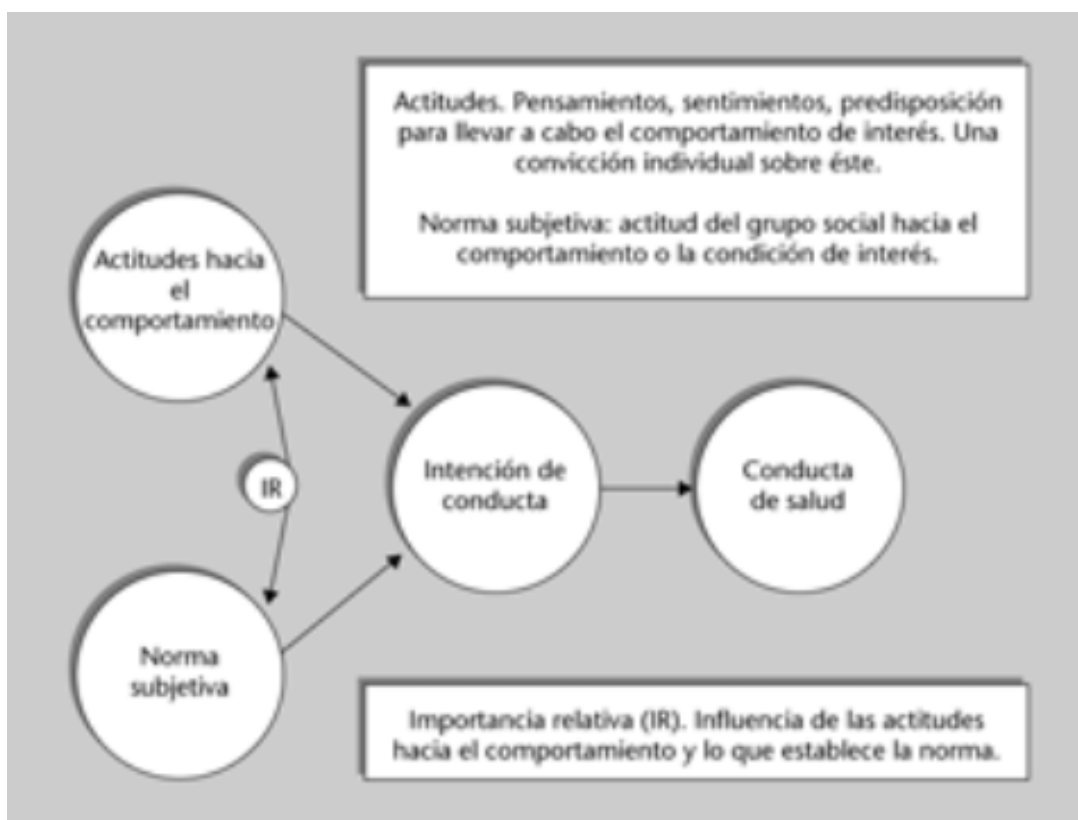 Actitudes. Pensamientos, sentimientos, predisposición
para llevar a cabo el comportamiento de interés. Una
convicción individual sobre éste.
Norma subjetiva: actitud del grupo social hacia el
comportamiento o la condición de interés.
Actitudes hacia
el
comportamiento
IR
Intención de
conducta
Conducta
de salud
Norma
subjetiva
Importancia relativa (IR). Influencia de las actitudes
hacia el comportamiento y lo que establece la norma.